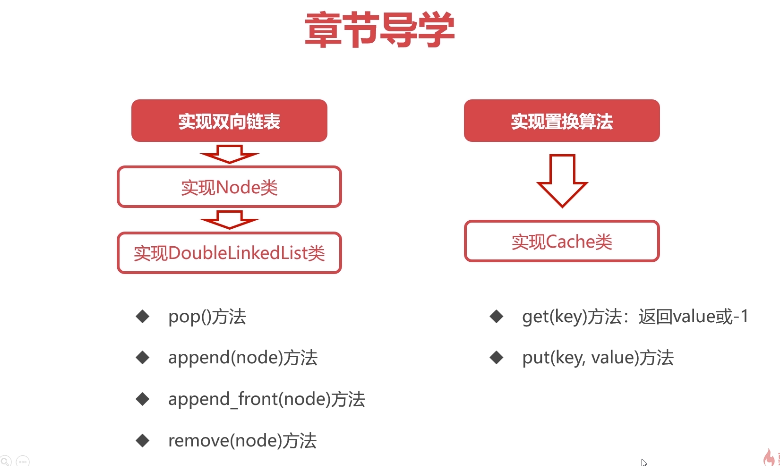 章节导学
实现双向链表
实现Node类
实现DoubleLinkedList类
pop()方法
append(node)方法
append_front(node)方法
remove(node)方法
实现置换算法
实现Cache类
get(key)方法：返回value或-1
put(key, value)方法